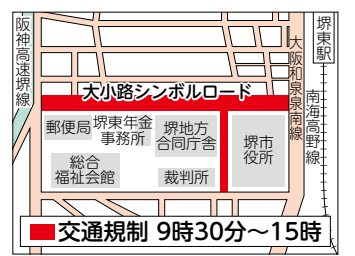 阪神高速堺線
堺東駅
大阪和泉泉南線
南海高野線
大小路シンボルロード
郵便局
堺東年金
事務所
堺地方
合同庁舎
堺市
役所
総合
福祉会館
裁判所
交通規制 9時30分〜15時